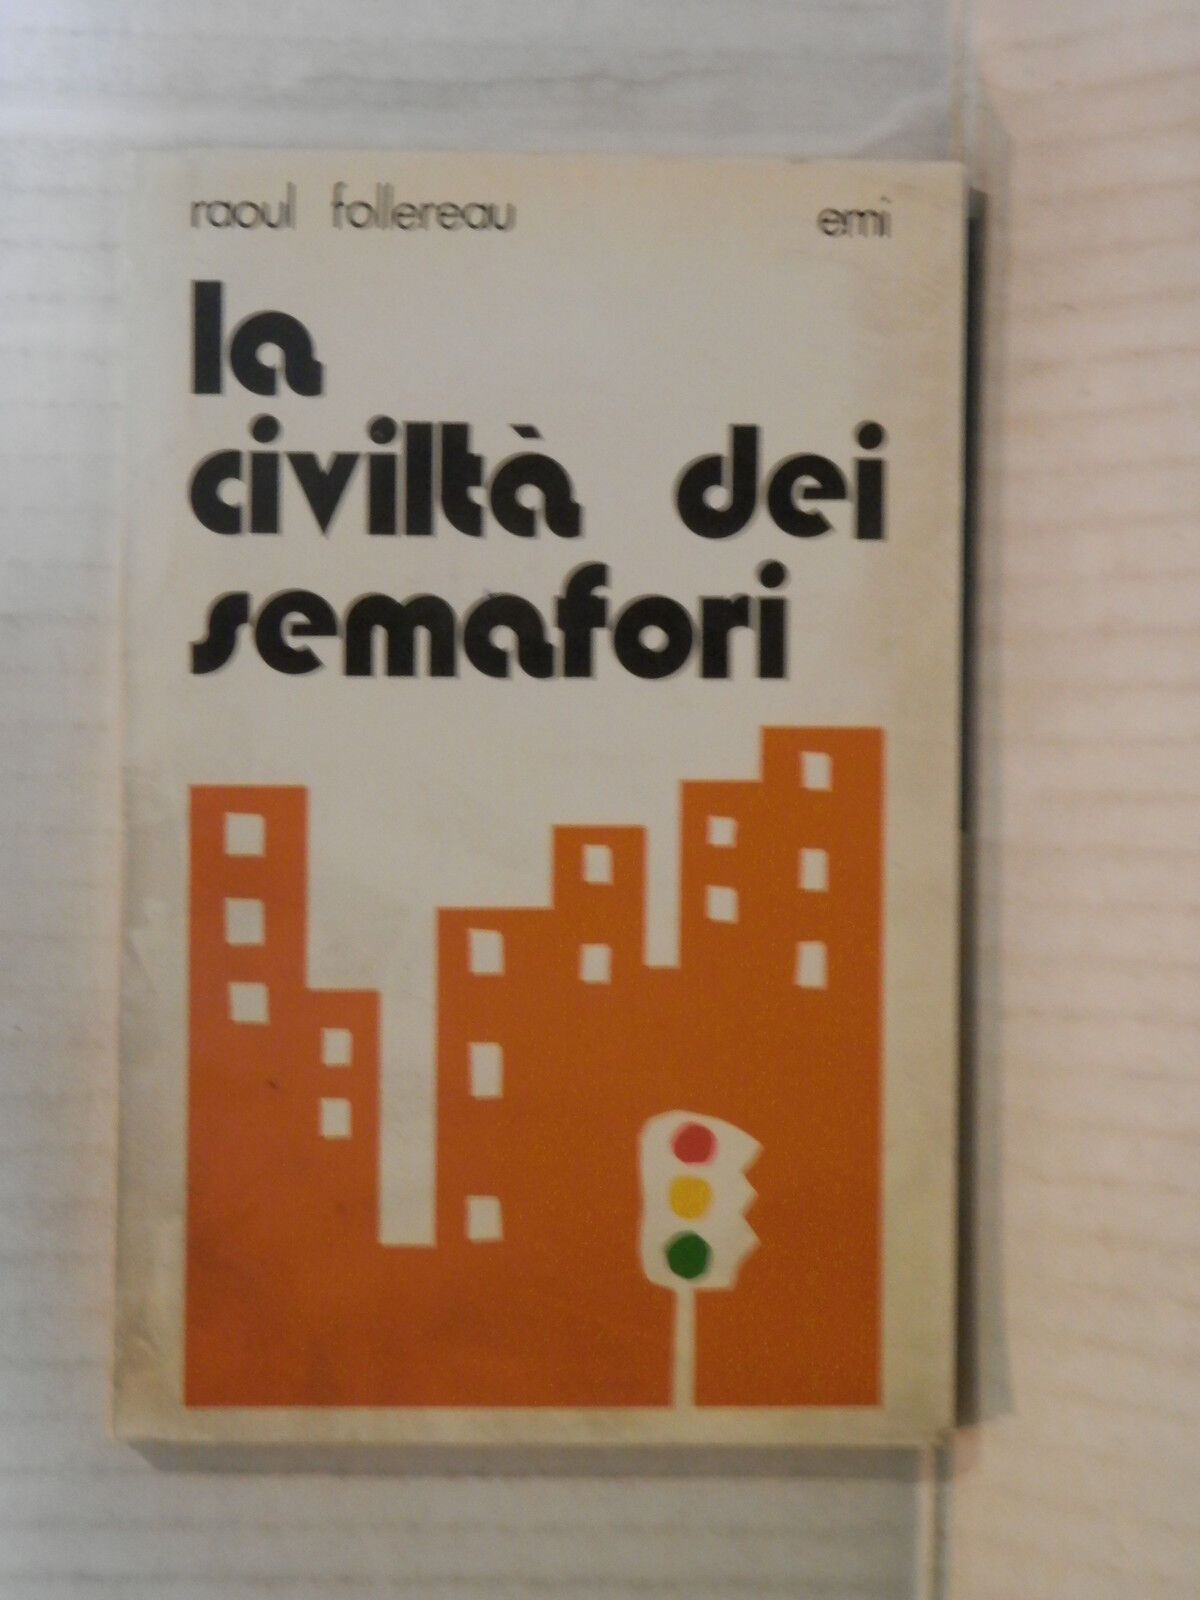 raoul follereau emi
la
civiltà dei
semafori